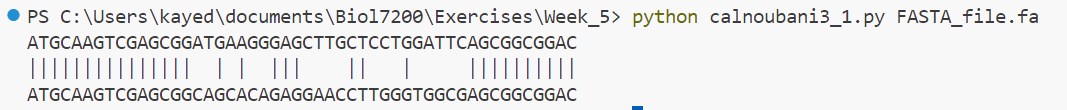 PS C:\Users\kayed\documents\Biol7200\Exercises\Week_5> python calnoubani3_1.py FASTA_file.fa
ATGCAAGTCGAGCGGATGAAGGGAGCTTGCTCCTGGATTCAGCGGCGGAC
|||||||||||||||  | |  |||    ||   |     ||||||||||
ATGCAAGTCGAGCGGCAGCACAGAGGAACCTTGGGTGGCGAGCGGCGGAC